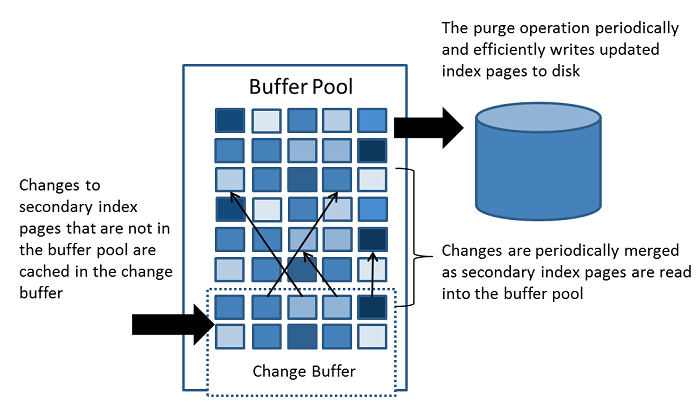 The purge operation periodically
and efficiently writes updated
index pages to disk
Buffer Pool
Changes to
secondary index
pages that are not in
the buffer pool are
cached in the change
buffer
Changes are periodically merged
as secondary index pages are read
into the buffer pool
Change Buffer